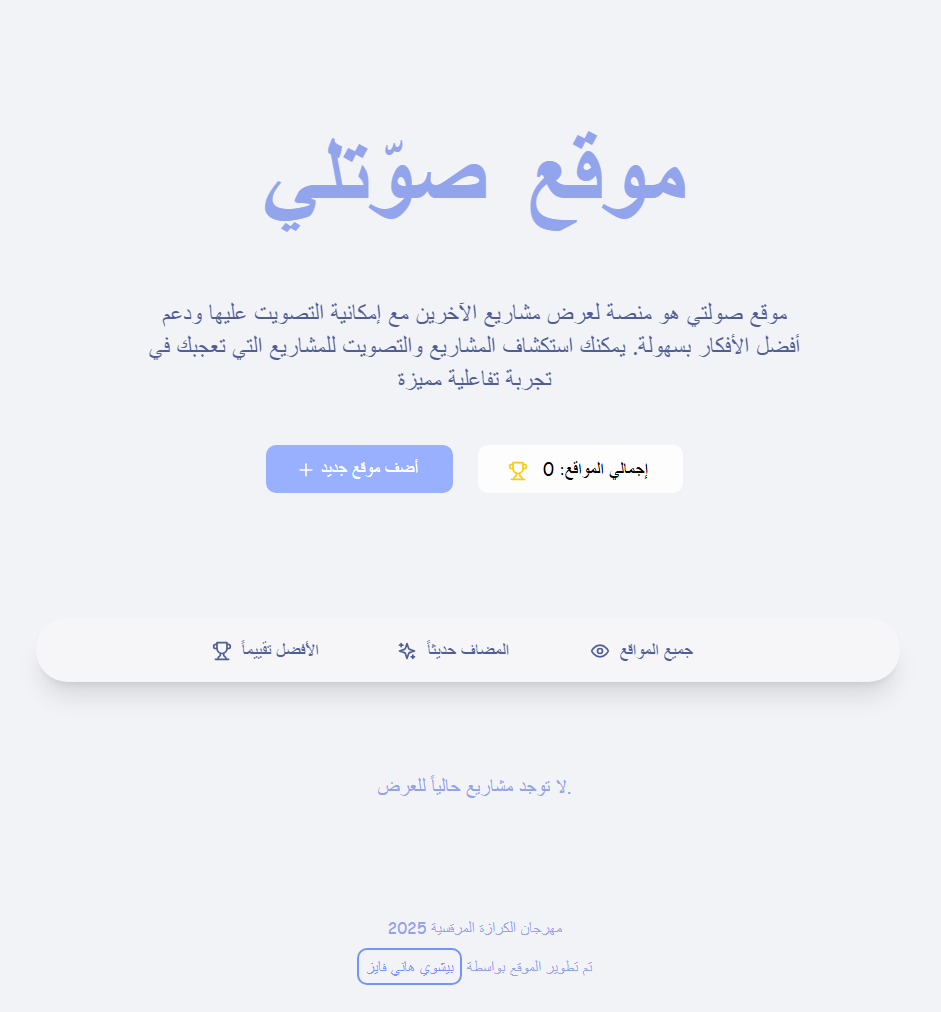 موقع صوّتلي
موقع صولتي هو منصة لعرض مشاريع الآخرين مع إمكانية التصويت عليها ودعم
أفضل الأفكار بسهولة. يمكنك استكشاف المشاريع والتصويت للمشاريع التي تعجبك في
تجربة تفاعلية مميزة
إجمالي المواقع: 0
أضف موقع جديد +
جميع المواقع
المضاف حديثاً
الأفضل تقييماً
.لا توجد مشاريع حالياً للعرض
مهرجان الكرازة المرقسية 2025
تم تطوير الموقع بواسطة بيشوي هاني فايز